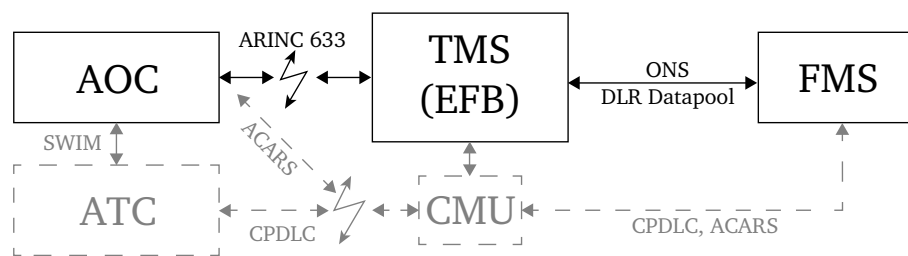 ARINC 633
AOC
TMS
(EFB)
ONS
DLR Datapool
FMS
SWIM
ACARS
ATC
CPDLC
CMU
CPDLC, ACARS